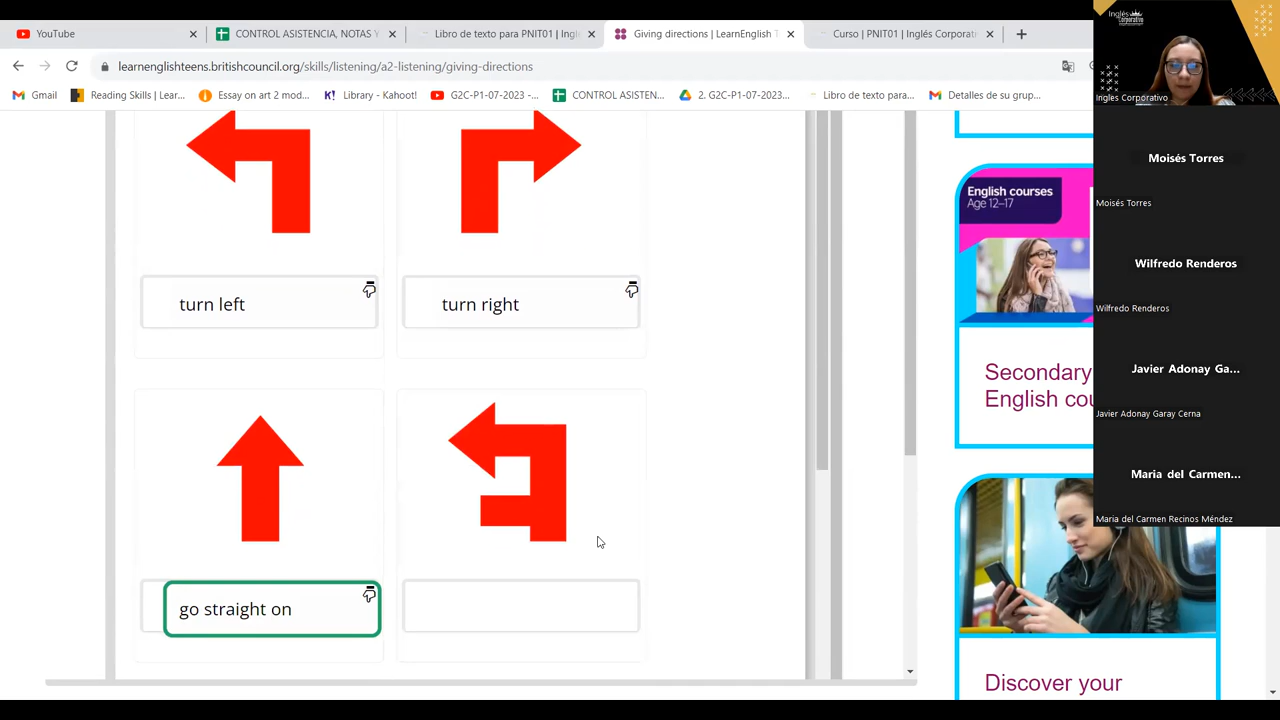 YouTube
CONTROL ASISTENCIA, NOTAS Y
Libro de texto para PNIT01 | Ingl
Giving directions | LearnEnglish T
Curso | PNIT01 | Inglés Corporati
learnenglishteens.britishcouncil.org/skills/listening/a2-listening/giving-directions
Gmail
Reading Skills | Lear...
Essay on art 2 mod...
Library - Kahoo...
G2C-P1-07-2023 -...
CONTROL ASISTEN...
2. G2C-P1-07-2023...
Libro de texto para...
Detalles de su grup...
turn left
turn right
go straight on
English courses
Age 12–17
Secondary
English cou
Discover your
Inglés
Corporativo
Ingles Corporativo
Moisés Torres
Moisés Torres
Wilfredo Renderos
Wilfredo Renderos
Javier Adonay Ga...
Javier Adonay Garay Cerna
Maria del Carmen...
Maria del Carmen Recinos Méndez